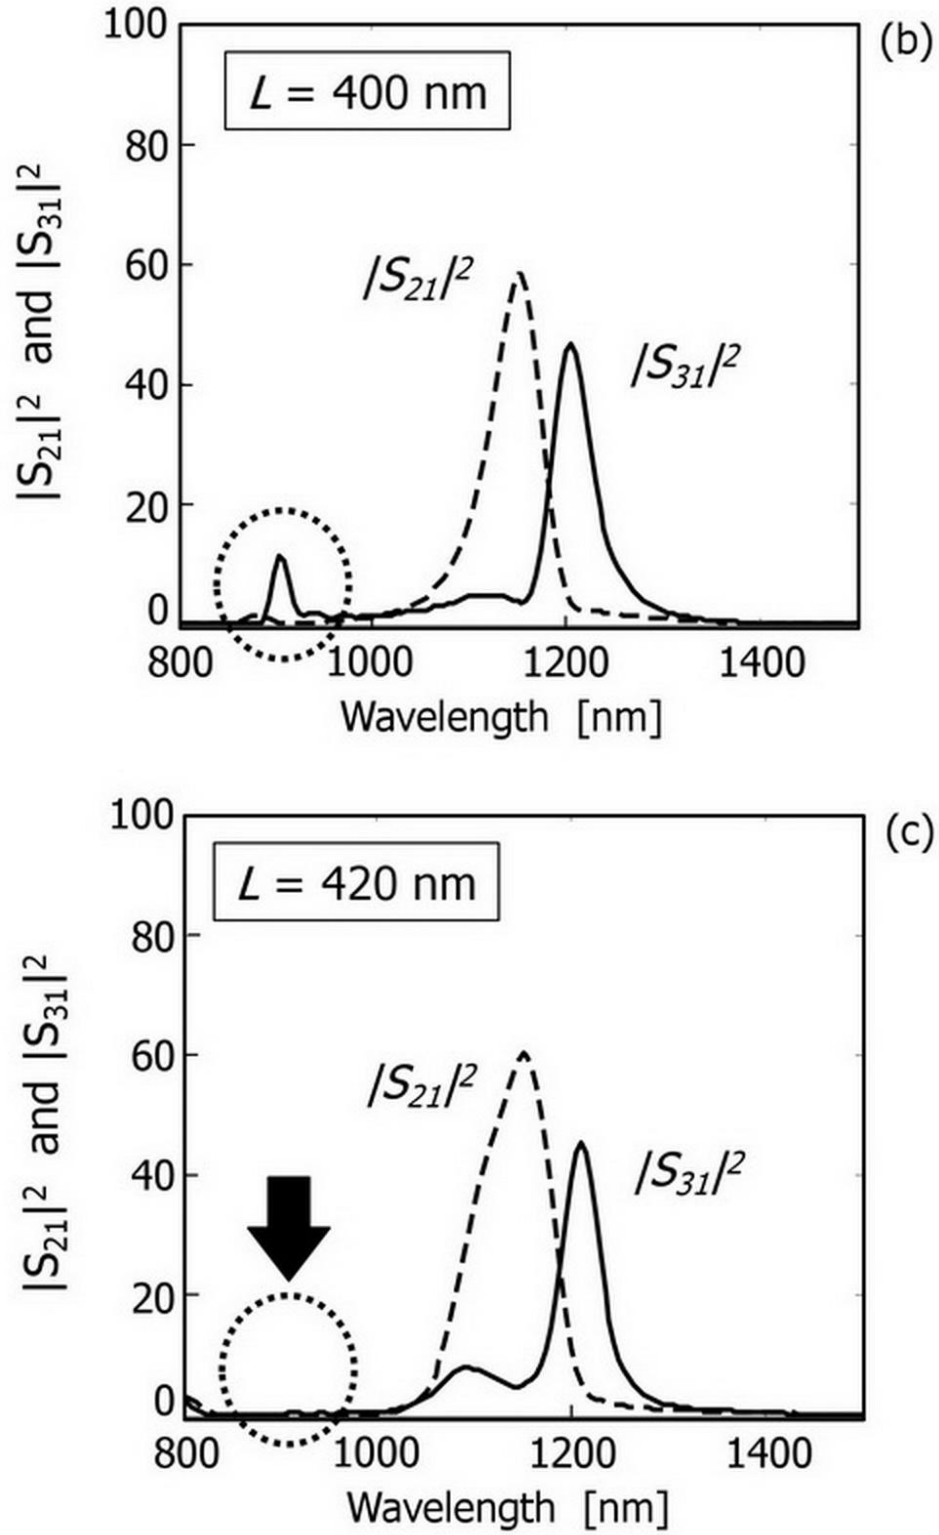 100
(b)
L = 400 nm
80
60
40
20
0
|S21|² and |S31|²
|S21|²
|S31|²
800 1000 1200 1400
Wavelength [nm]
100
(c)
L = 420 nm
80
60
40
20
0
|S21|² and |S31|²
|S21|²
|S31|²
800 1000 1200 1400
Wavelength [nm]